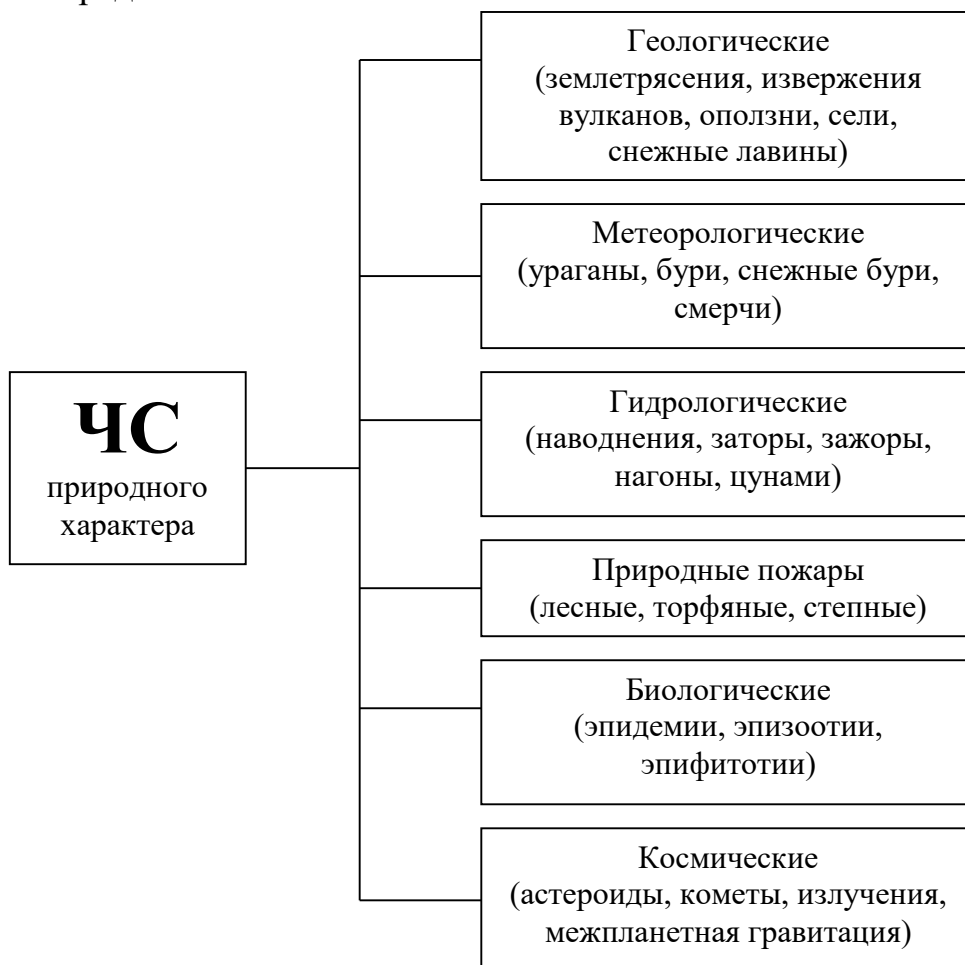 Геологические
(землетрясения, извержения
вулканов, оползни, сели,
снежные лавины)
Метеорологические
(ураганы, бури, снежные бури,
смерчи)
ЧС
природного
характера
Гидрологические
(наводнения, заторы, зажоры,
нагоны, цунами)
Природные пожары
(лесные, торфяные, степные)
Биологические
(эпидемии, эпизоотии,
эпифитотии)
Космические
(астероиды, кометы, излучения,
межпланетная гравитация)